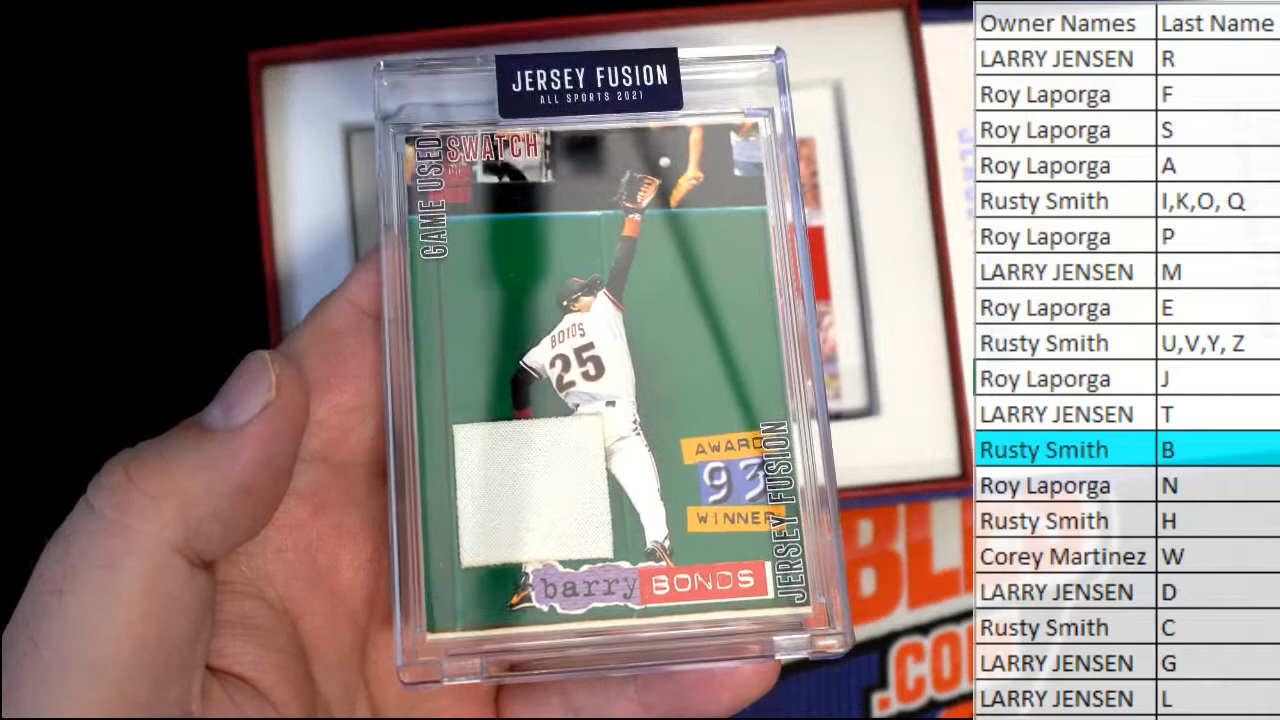 JERSEY FUSION
ALL SPORTS 2021
GAME USED
SWATCH
BONDS
25
AWARD
93
WINNER
JERSEY FUSION
barry BONDS
BL
.CO
Owner Names Last Name
LARRY JENSEN R
Roy Laporga F
Roy Laporga S
Roy Laporga A
Rusty Smith I,K,O, Q
Roy Laporga P
LARRY JENSEN M
Roy Laporga E
Rusty Smith U,V,Y, Z
Roy Laporga J
LARRY JENSEN T
Rusty Smith B
Roy Laporga N
Rusty Smith H
Corey Martinez W
LARRY JENSEN D
Rusty Smith C
LARRY JENSEN G
LARRY JENSEN L